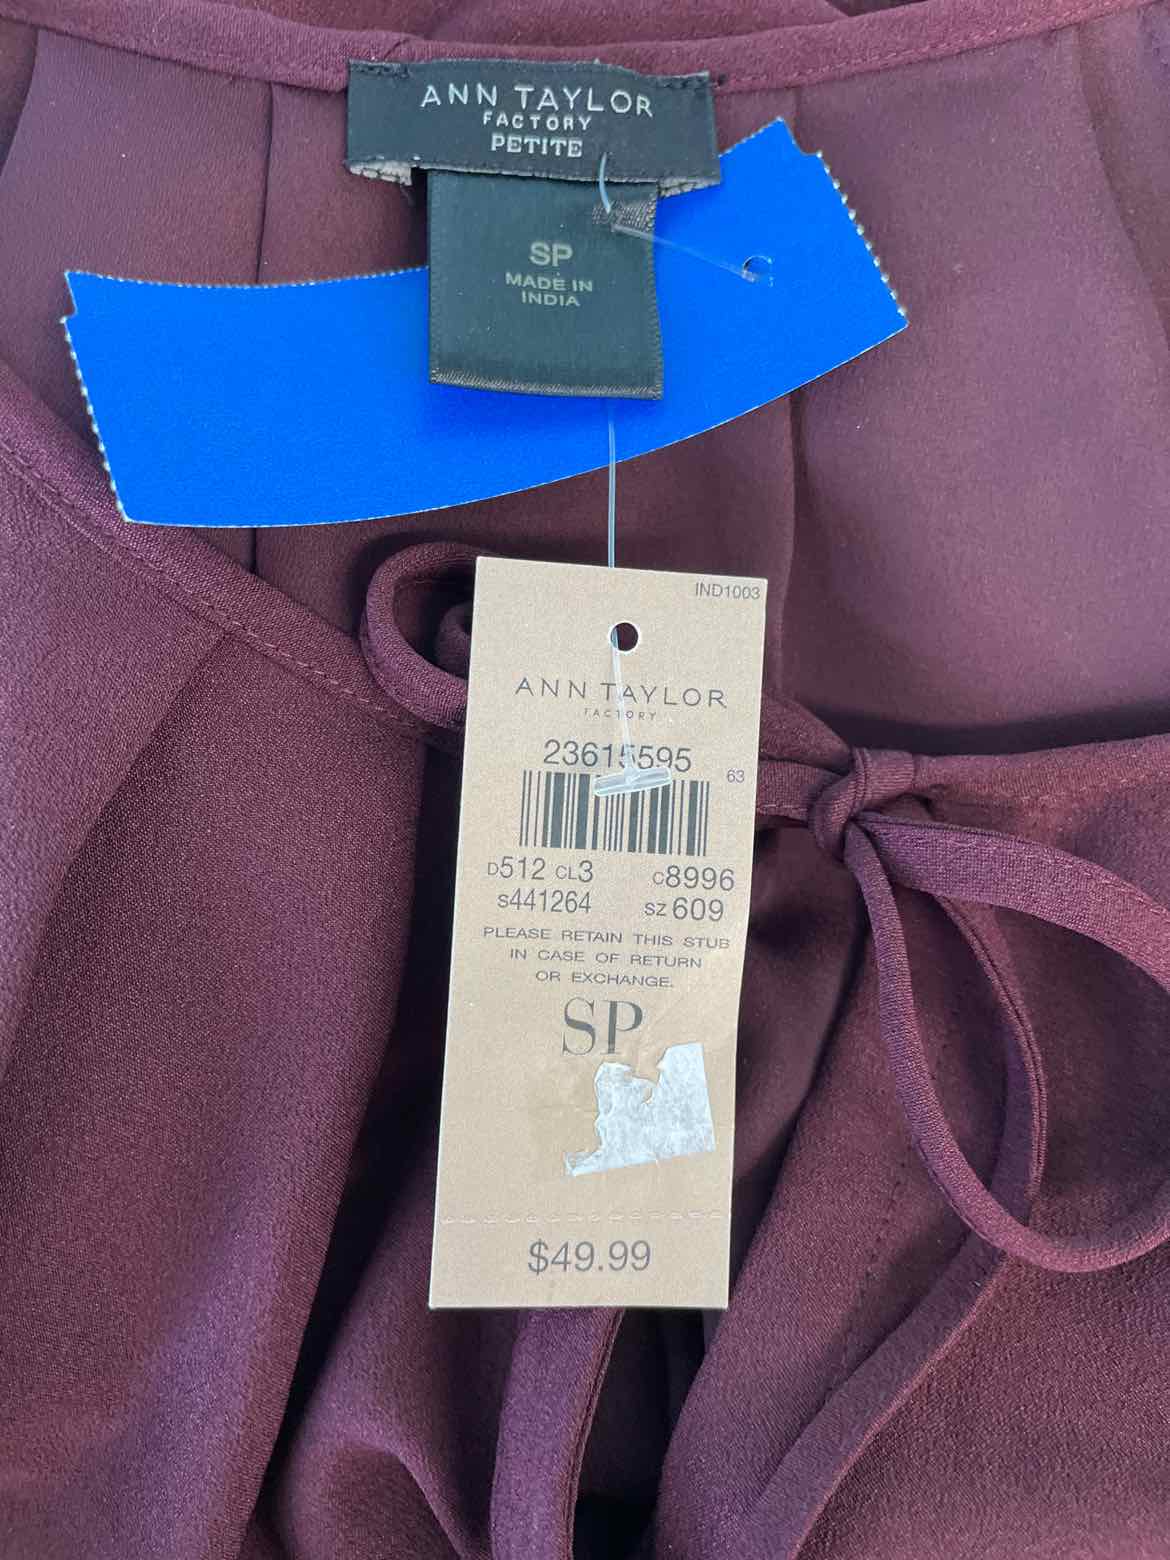 ANN TAYLOR
FACTORY
PETITE
SP
MADE IN
INDIA
IND1003
ANN TAYLOR
FACTORY
23615595
63
D512 CL3 C8996
S441264 SZ 609
PLEASE RETAIN THIS STUB
IN CASE OF RETURN
OR EXCHANGE.
SP
$49.99